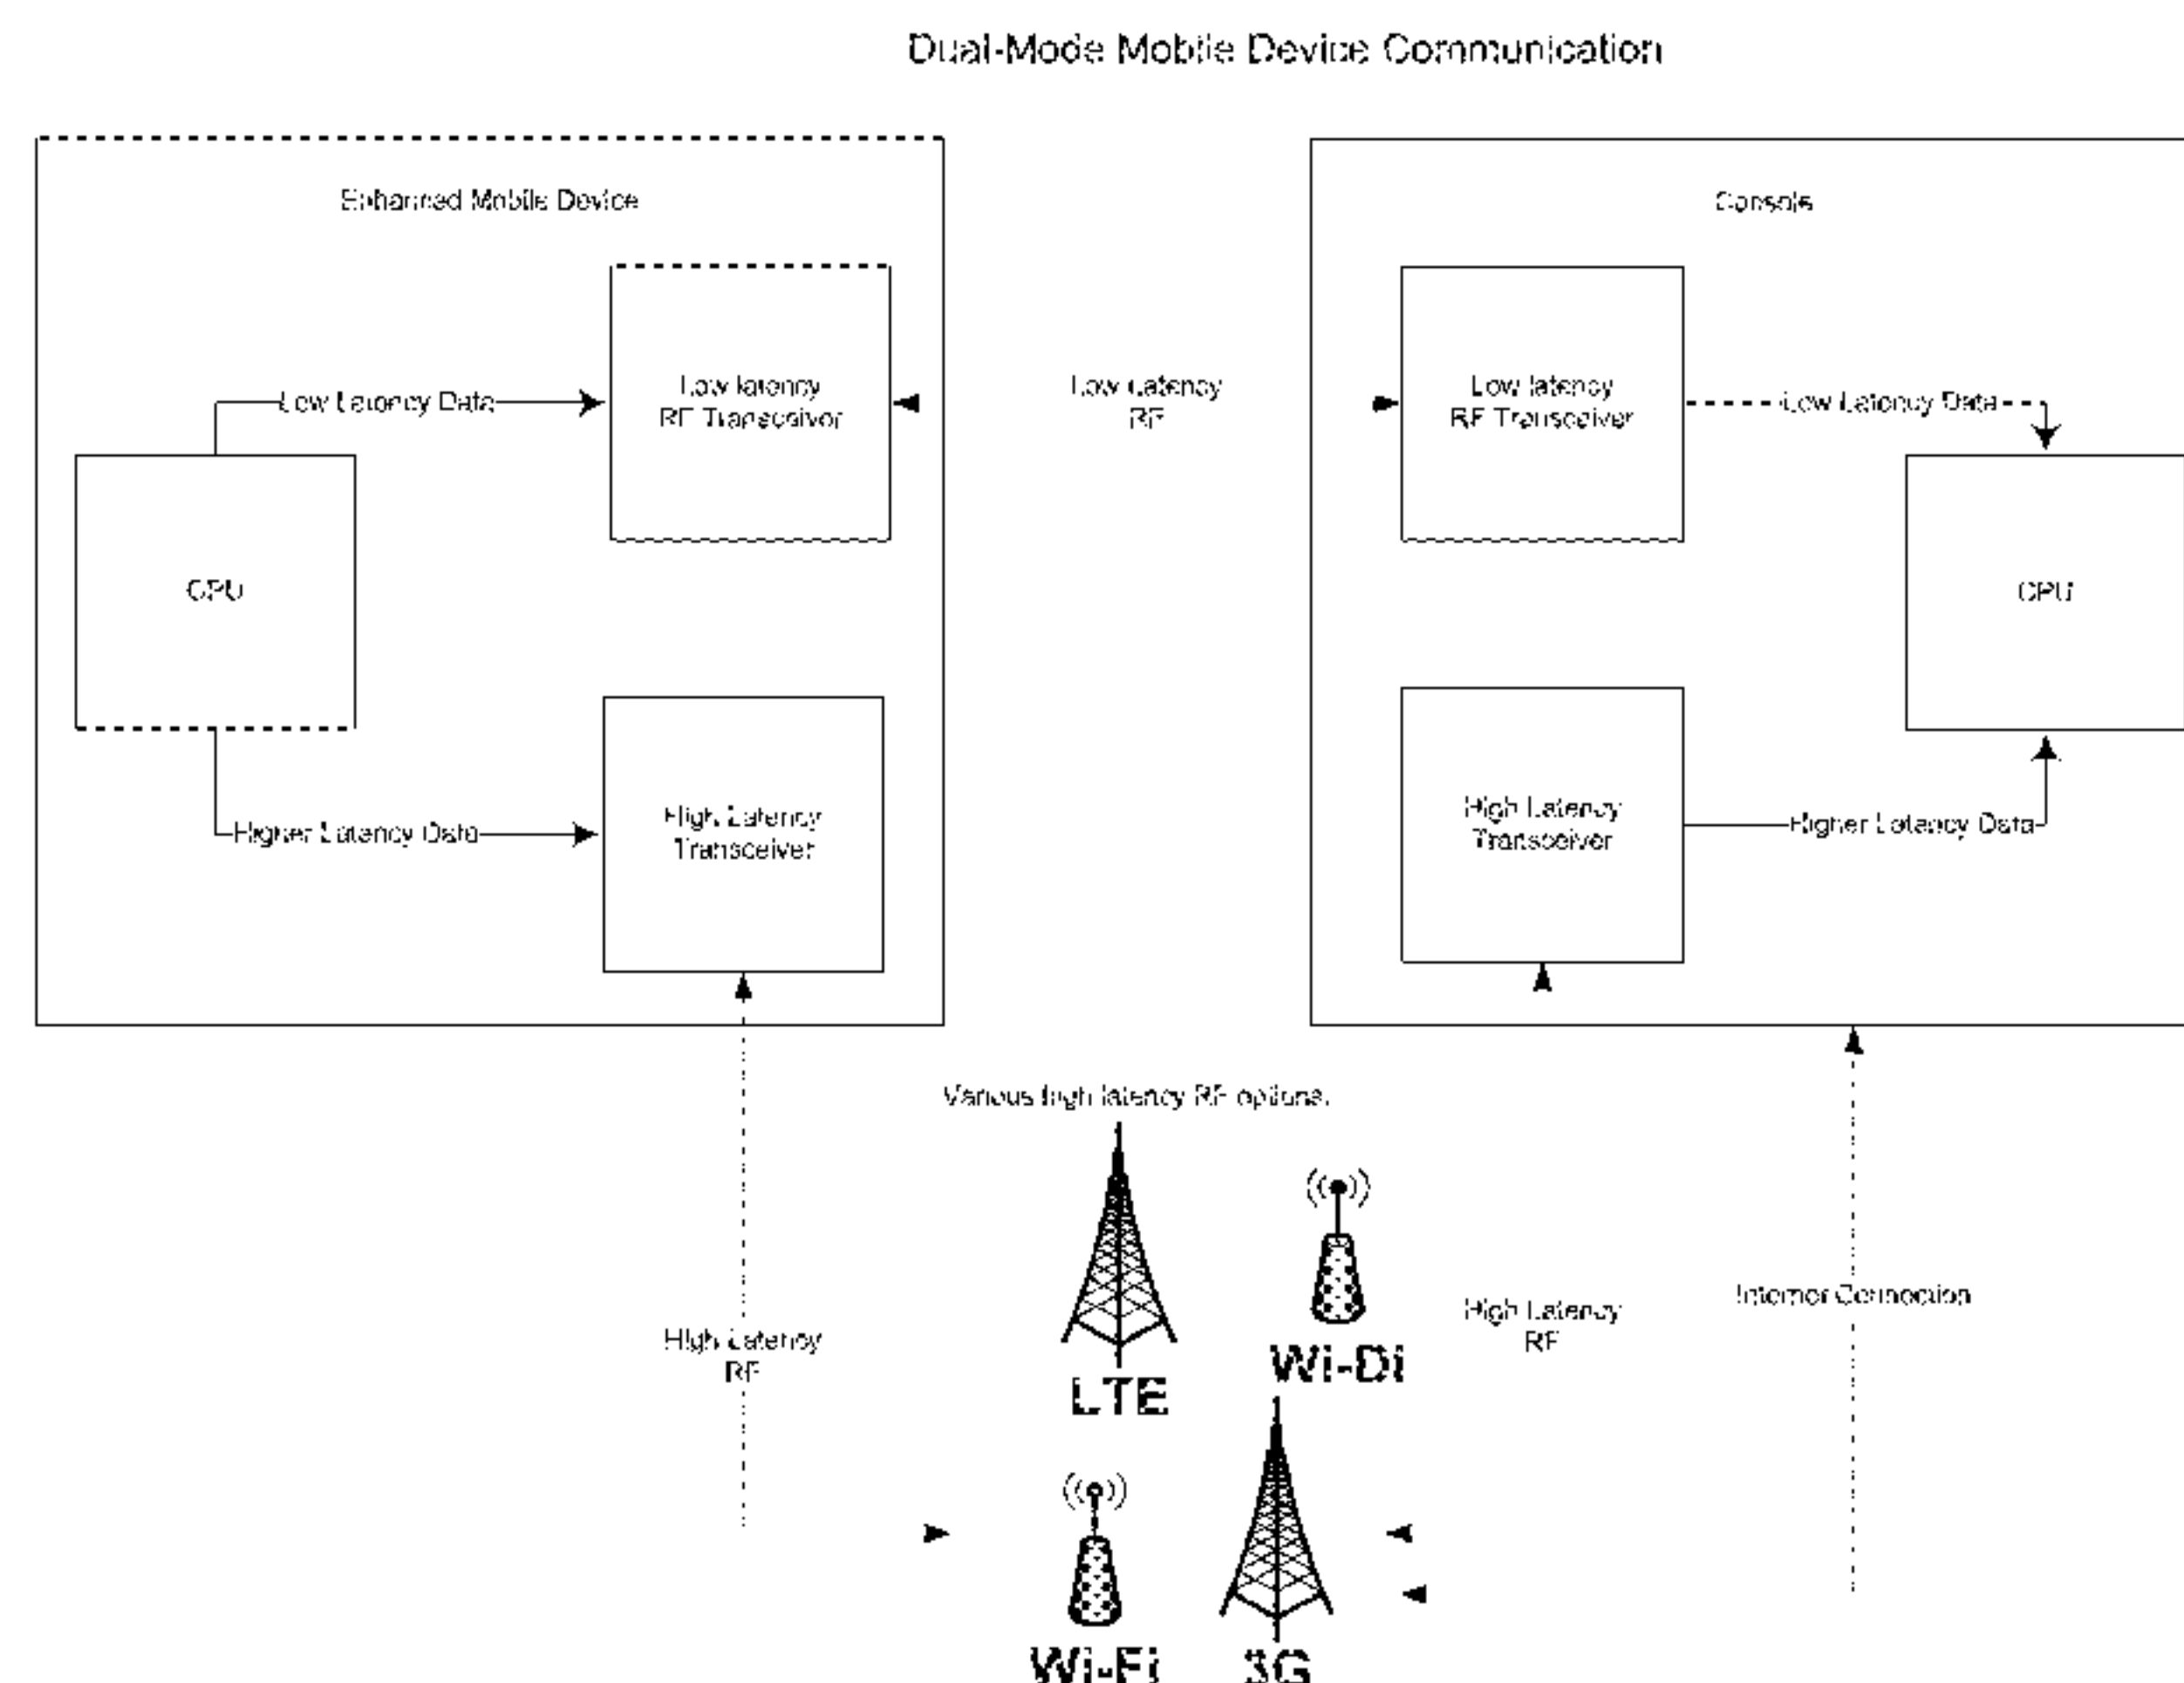 Dual-Mode Mobile Device Communication
Enhanced Mobile Device
Console
Low Latency Data
Low latency
RF Transceiver
Low Latency
RF
Low latency
RF Transceiver
Low Latency Data
CPU
CPU
Higher Latency Data
High Latency
Transceiver
High Latency
Transceiver
Higher Latency Data
Various high latency RF options.
High Latency
RF
LTE
Wi-Di
High Latency
RF
Internet Connection
Wi-Fi
3G